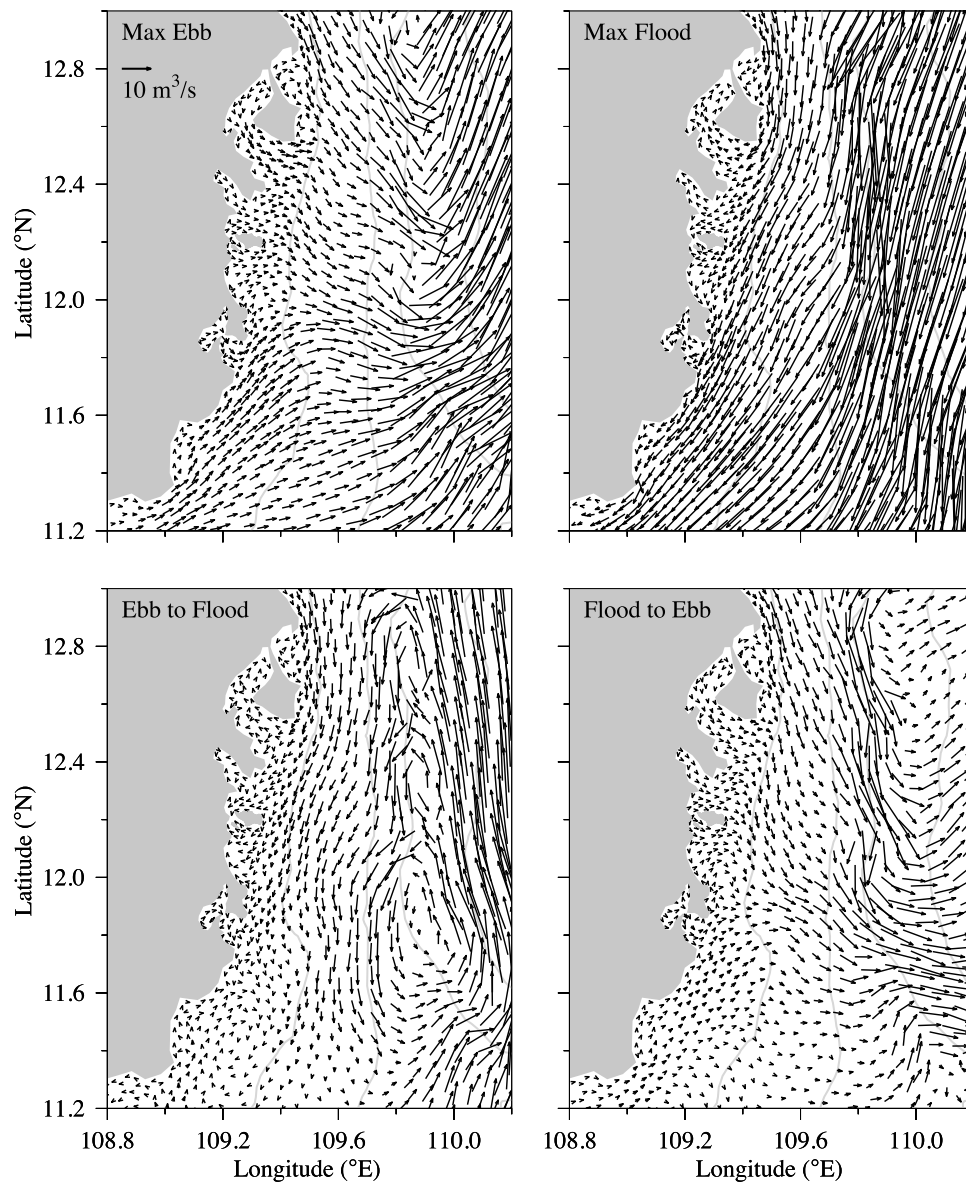 Max Ebb
10 m3/s
Max Flood
12.8
12.4
12.0
11.6
11.2
Latitude (°N)
Ebb to Flood
Flood to Ebb
12.8
12.4
12.0
11.6
11.2
Latitude (°N)
108.8 109.2 109.6 110.0
108.8 109.2 109.6 110.0
Longitude (°E)
Longitude (°E)